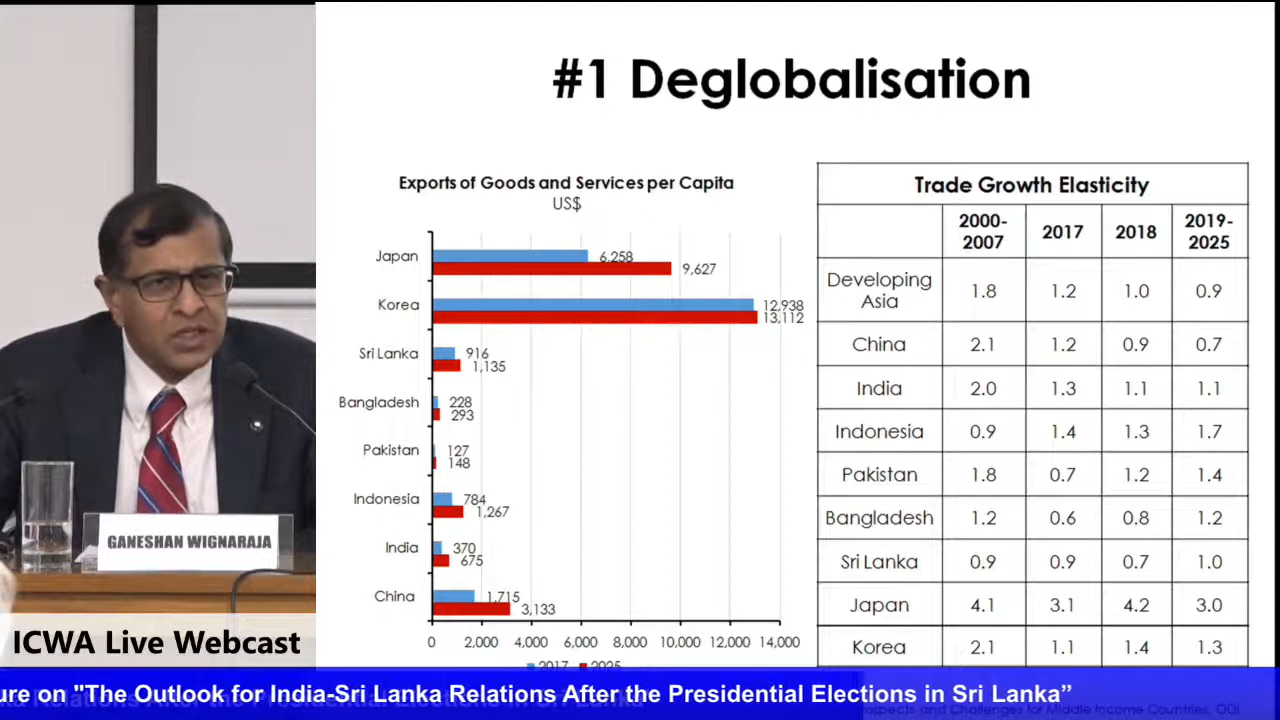 #1 Deglobalisation
Exports of Goods and Services per Capita
US$
Japan 6,258 9,627
Korea 12,938 13,112
Sri Lanka 916 1,135
Bangladesh 228 293
Pakistan 127 148
Indonesia 784 1,267
India 370 675
China 1,715 3,133
0 2,000 4,000 6,000 8,000 10,000 12,000 14,000
2017 2025
Trade Growth Elasticity
2000-2007 2017 2018 2019-2025
Developing Asia 1.8 1.2 1.0 0.9
China 2.1 1.2 0.9 0.7
India 2.0 1.3 1.1 1.1
Indonesia 0.9 1.4 1.3 1.7
Pakistan 1.8 0.7 1.2 1.4
Bangladesh 1.2 0.6 0.8 1.2
Sri Lanka 0.9 0.9 0.7 1.0
Japan 4.1 3.1 4.2 3.0
Korea 2.1 1.1 1.4 1.3
GANESHAN WIGNARAJA
ICWA Live Webcast
ure on "The Outlook for India-Sri Lanka Relations After the Presidential Elections in Sri Lanka”
and Challenges for Middle Income Countries, ODI